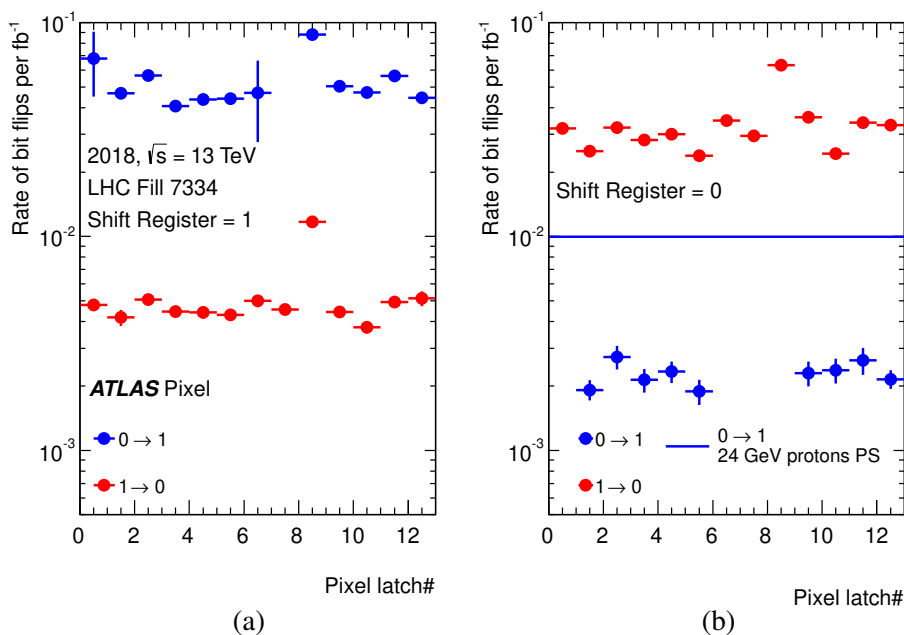 Rate of bit flips per fb⁻¹
10⁻¹
10⁻²
10⁻³
2018, √s = 13 TeV
LHC Fill 7334
Shift Register = 1
ATLAS Pixel
0 → 1
1 → 0
0 2 4 6 8 10 12
Pixel latch#
(a)
Rate of bit flips per fb⁻¹
10⁻¹
10⁻²
10⁻³
Shift Register = 0
0 → 1
1 → 0
0 → 1
24 GeV protons PS
0 2 4 6 8 10 12
Pixel latch#
(b)